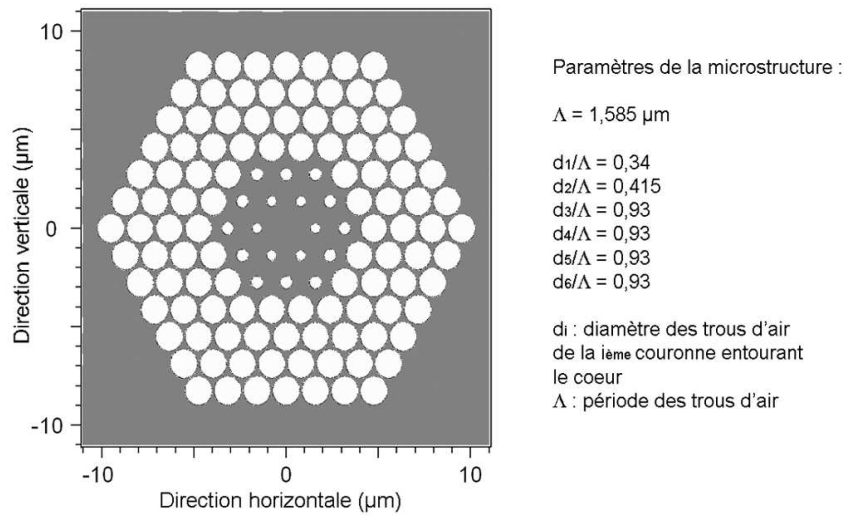 10
0
-10
-10
0
10
Direction verticale (µm)
Direction horizontale (µm)
Paramètres de la microstructure :
Λ = 1,585 µm
d1/Λ = 0,34
d2/Λ = 0,415
d3/Λ = 0,93
d4/Λ = 0,93
d5/Λ = 0,93
d6/Λ = 0,93
di : diamètre des trous d'air
de la ième couronne entourant
le coeur
Λ : période des trous d'air